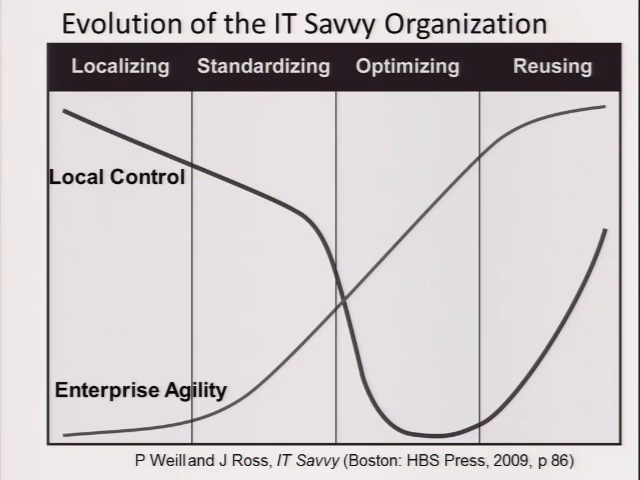 Evolution of the IT Savvy Organization
Localizing Standardizing Optimizing Reusing
Local Control
Enterprise Agility
P Weill and J Ross, IT Savvy (Boston: HBS Press, 2009, p 86)